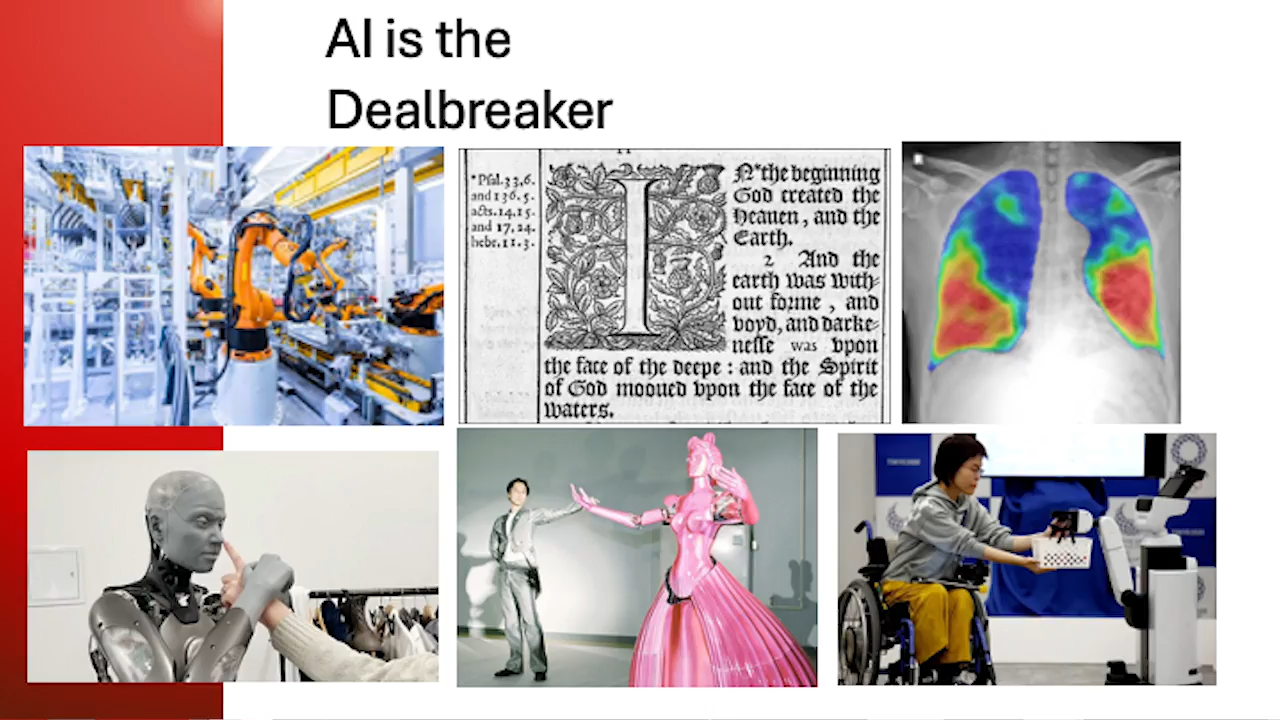 AI is the
Dealbreaker
*Psal.33.6.
and 136.5.
acts.14.15.
and 17.24.
hebr.11.3.
I
N*the beginning
God created the
Heauen, and the
Earth.
2 And the
earth was with-
out forme, and
voyd, and darke-
nesse was vpon
the face of the deepe: and the Spirit
of God mooued vpon the face of the
waters.